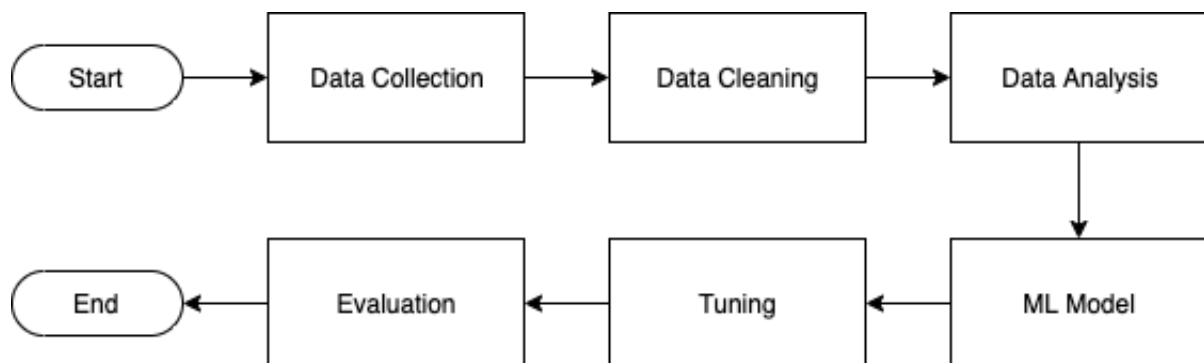 Start
Data Collection
Data Cleaning
Data Analysis
ML Model
Tuning
Evaluation
End